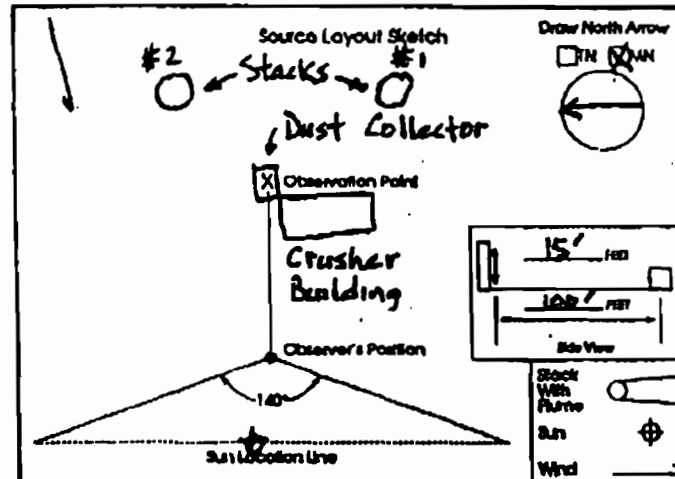 Source Layout Sketch
Draw North Arrow
#2
Stacks
#1
TN
MN
Dust Collector
X Observation Point
Crusher
Building
15' FEET
100' FEET
Side View
Observer's Position
140°
Sun Location Line
Stack
With
Plume
Sun
Wind